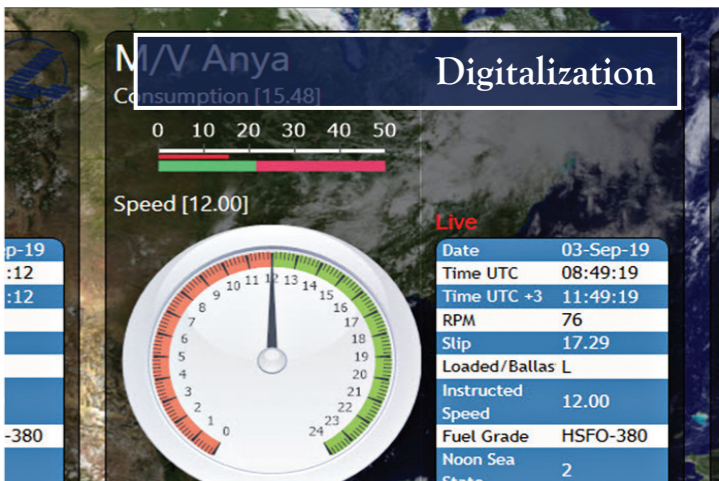 M/V Anya
Digitalization
Consumption [15.48]
0 10 20 30 40 50
Speed [12.00]
Live
0 1 2 3 4 5 6 7 8 9 10 11 12 13 14 15 16 17 18 19 20 21 22 23 24
p-19
:12
:12
-380
Date 03-Sep-19
Time UTC 08:49:19
Time UTC +3 11:49:19
RPM 76
Slip 17.29
Loaded/Ballas L
Instructed
Speed 12.00
Fuel Grade HSFO-380
Noon Sea
State 2